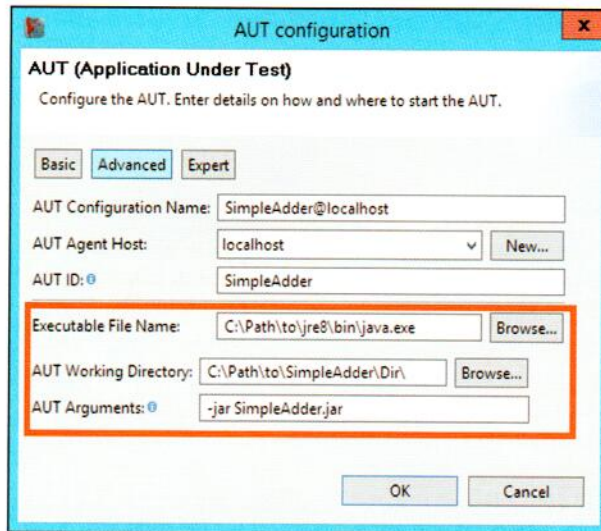 AUT configuration
x
AUT (Application Under Test)
Configure the AUT. Enter details on how and where to start the AUT.
Basic Advanced Expert
AUT Configuration Name: SimpleAdder@localhost
AUT Agent Host: localhost New...
AUT ID: SimpleAdder
Executable File Name: C:\Path\to\jre8\bin\java.exe Browse...
AUT Working Directory: C:\Path\to\SimpleAdder\Dir\ Browse...
AUT Arguments: -jar SimpleAdder.jar
OK Cancel